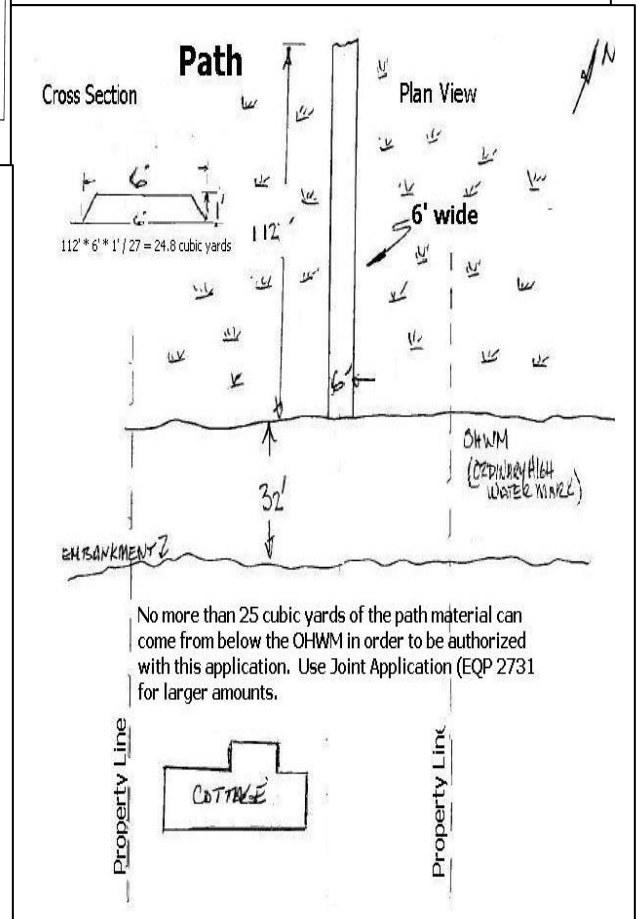 Path
Cross Section
Plan View
N
6'
1'
6'
112' * 6' * 1' / 27 = 24.8 cubic yards
112'
6' wide
6'
OHWM
(ORDINARY HIGH
WATER MARK)
32'
EMBANKMENT
No more than 25 cubic yards of the path material can
come from below the OHWM in order to be authorized
with this application. Use Joint Application (EQP 2731
for larger amounts.
Property Line
COTTAGE
Property Line